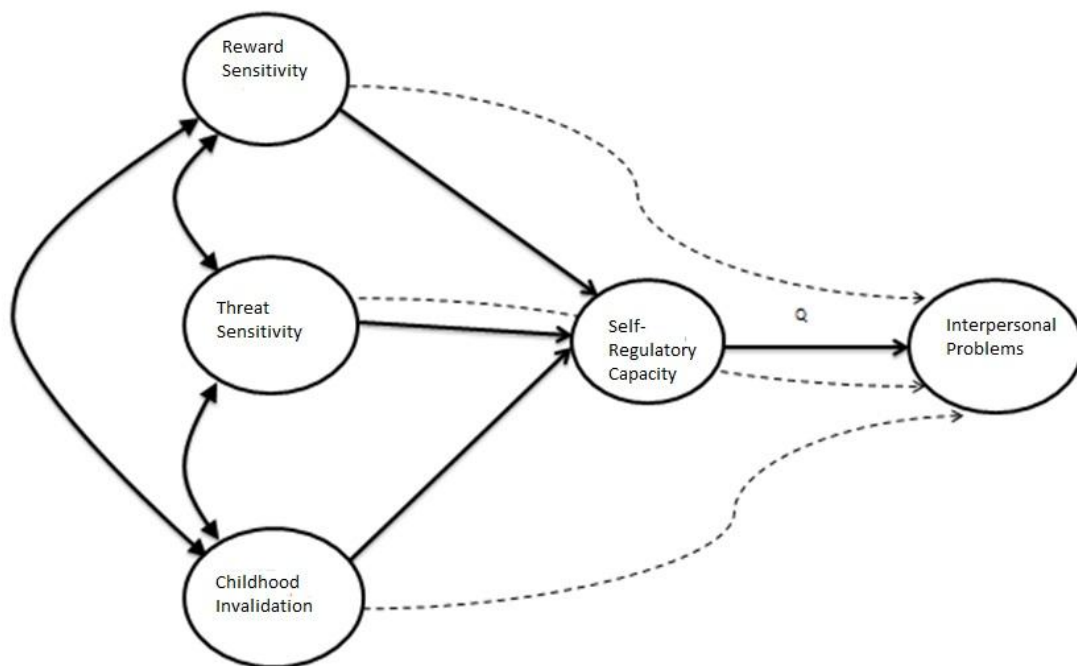 Reward
Sensitivity
Threat
Sensitivity
Self-
Regulatory
Capacity
Q
Interpersonal
Problems
Childhood
Invalidation